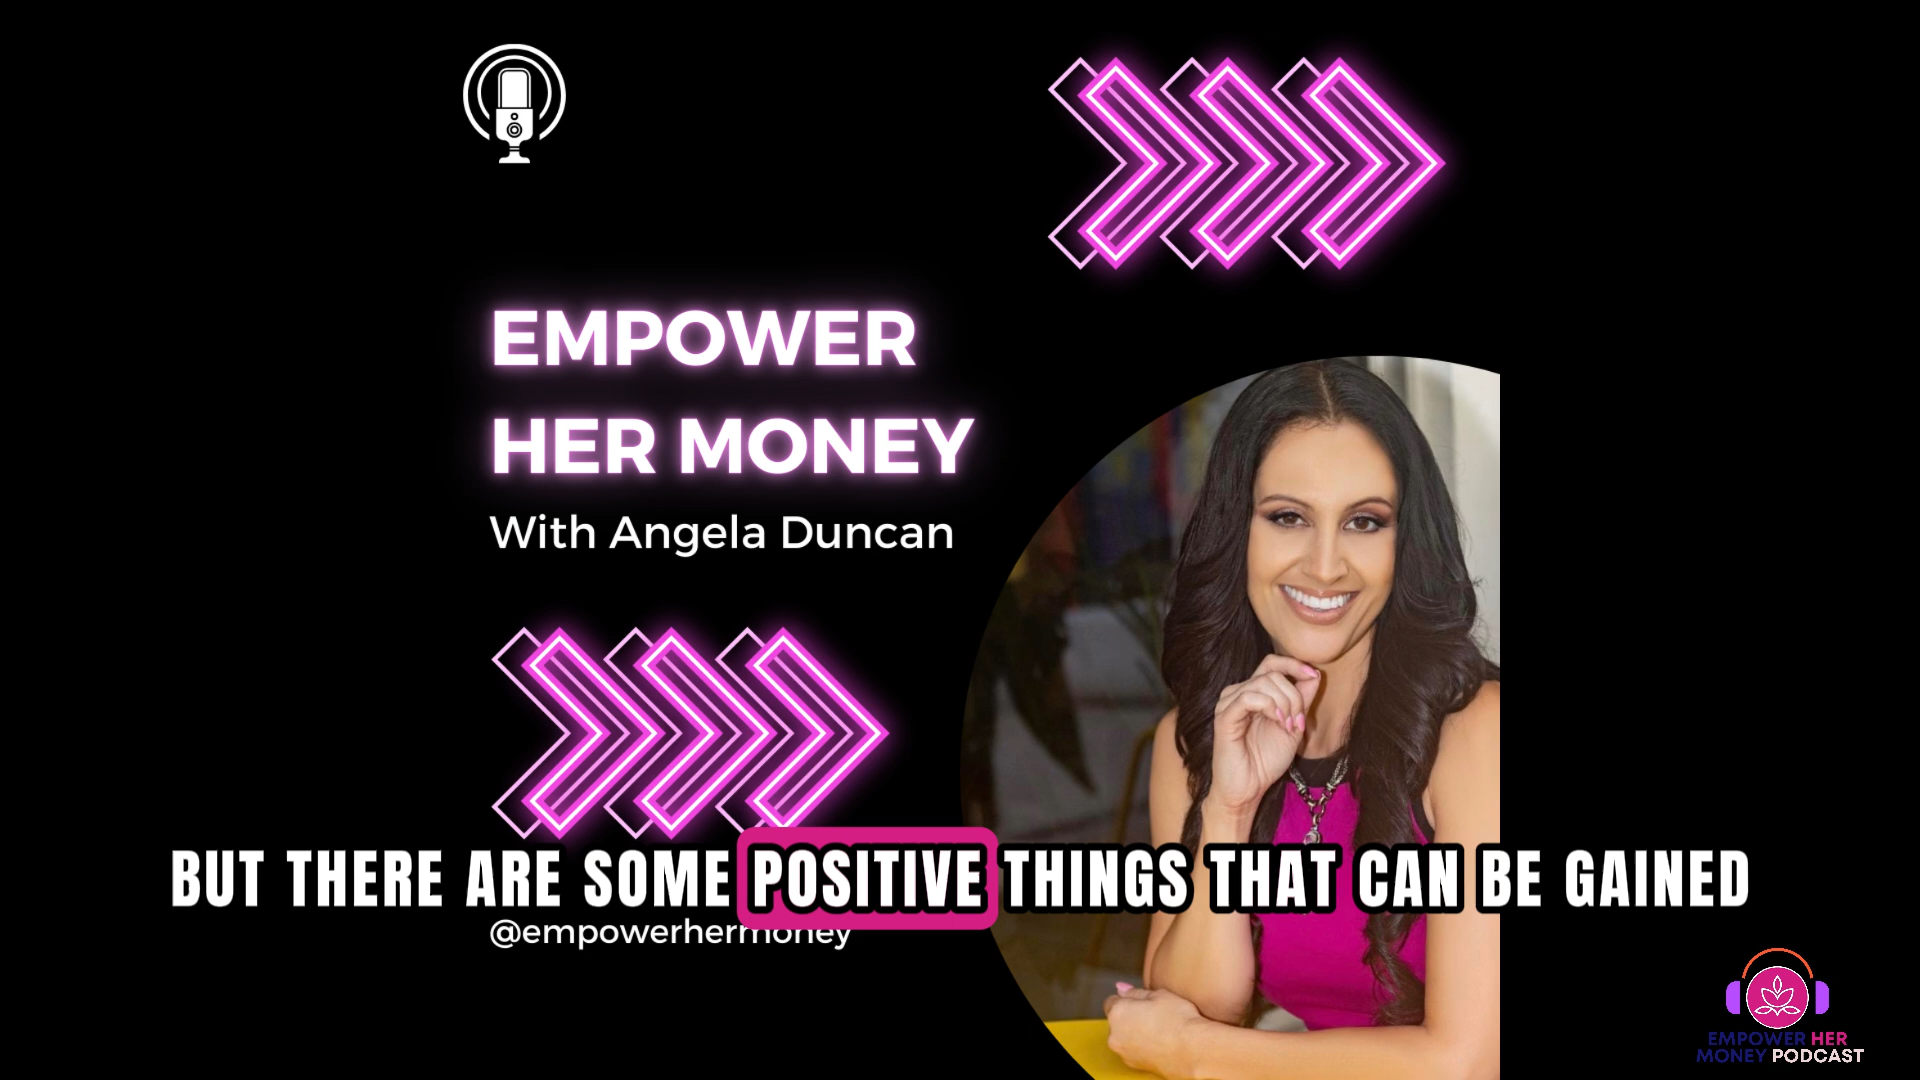 EMPOWER
HER MONEY
With Angela Duncan
BUT THERE ARE SOME POSITIVE THINGS THAT CAN BE GAINED
@empowerhermoney
EMPOWER HER
MONEY PODCAST